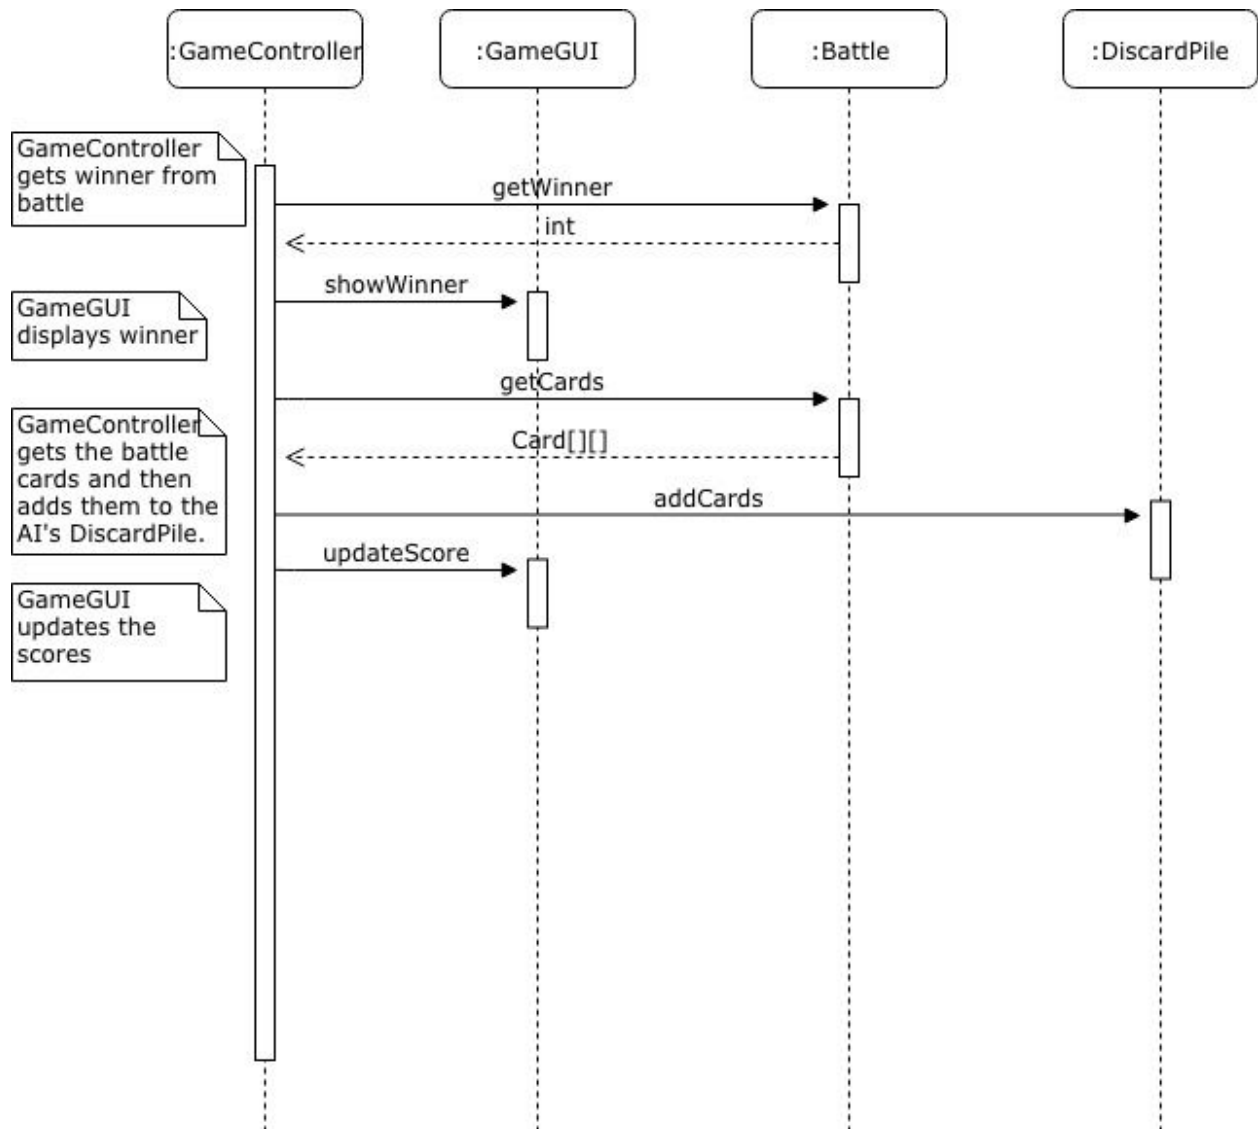 :GameController
:GameGUI
:Battle
:DiscardPile
GameController
gets winner from
battle
getWinner
int
showWinner
GameGUI
displays winner
getCards
GameController
gets the battle
cards and then
adds them to the
AI's DiscardPile.
Card[][]
addCards
updateScore
GameGUI
updates the
scores